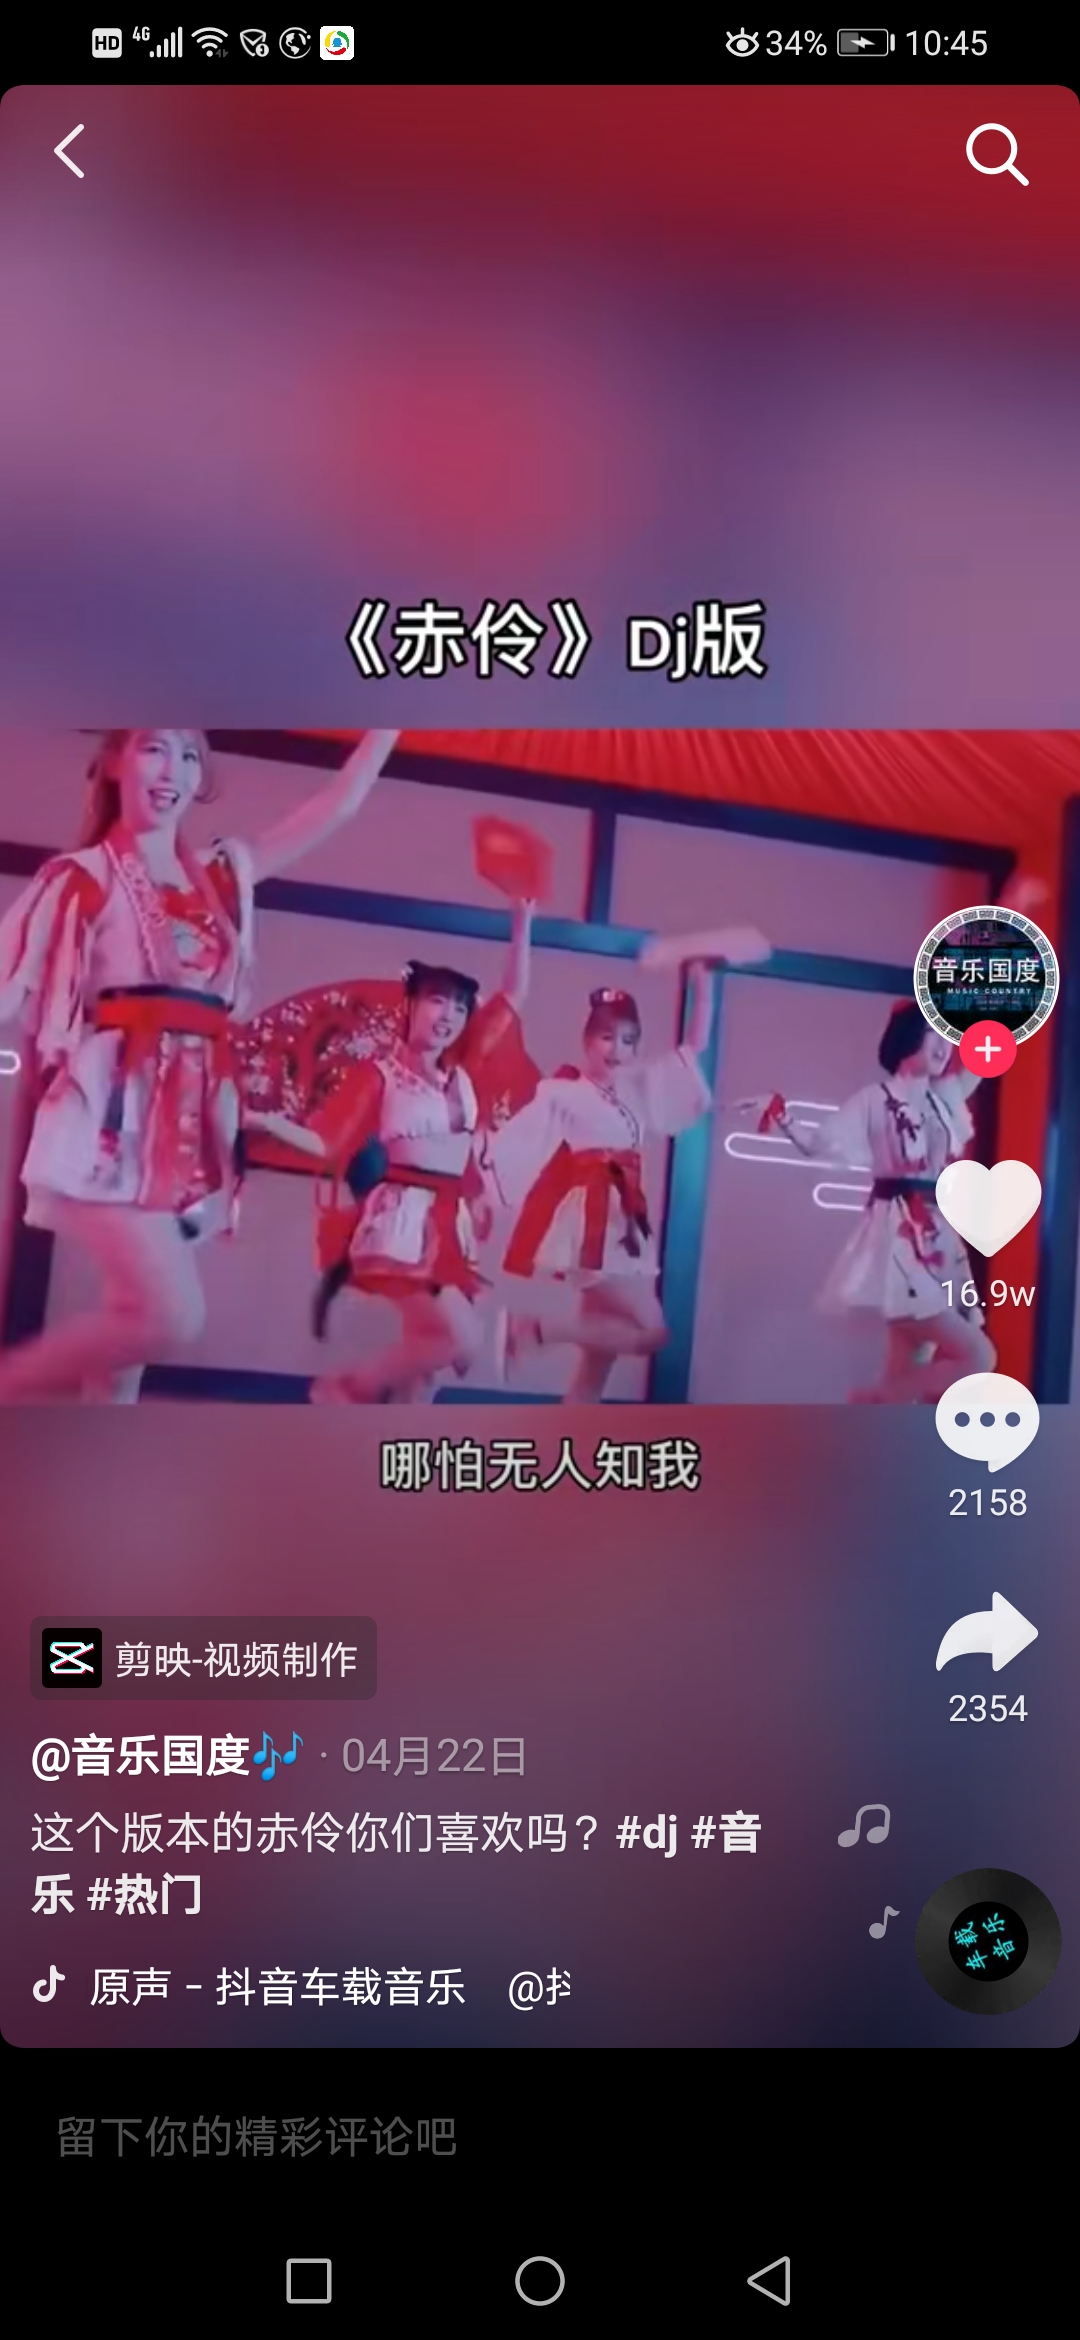 HD 4G 34% 10:45
《赤伶》Dj版
音乐国度
MUSIC COUNTRY
16.9w
哪怕无人知我
2158
剪映-视频制作
2354
@音乐国度 · 04月22日
这个版本的赤伶你们喜欢吗？#dj #音
乐 #热门
车载音乐
原声 - 抖音车载音乐 @抖
留下你的精彩评论吧